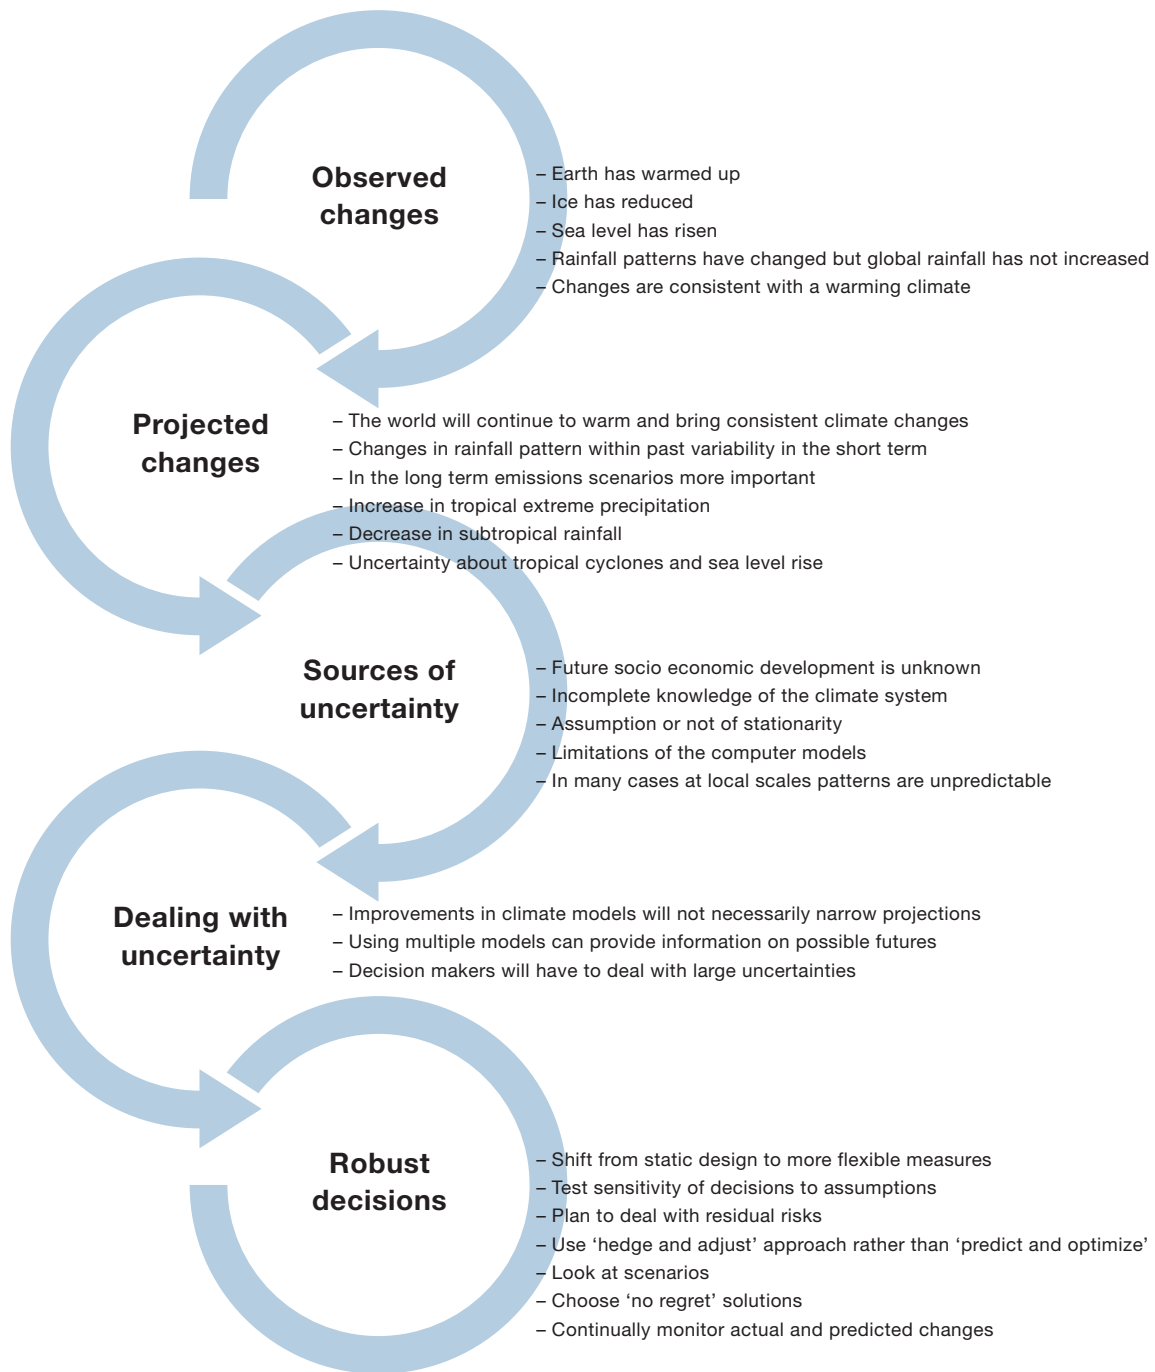 Observed
changes
– Earth has warmed up
– Ice has reduced
– Sea level has risen
– Rainfall patterns have changed but global rainfall has not increased
– Changes are consistent with a warming climate
Projected
changes
– The world will continue to warm and bring consistent climate changes
– Changes in rainfall pattern within past variability in the short term
– In the long term emissions scenarios more important
– Increase in tropical extreme precipitation
– Decrease in subtropical rainfall
– Uncertainty about tropical cyclones and sea level rise
Sources of
uncertainty
– Future socio economic development is unknown
– Incomplete knowledge of the climate system
– Assumption or not of stationarity
– Limitations of the computer models
– In many cases at local scales patterns are unpredictable
Dealing with
uncertainty
– Improvements in climate models will not necessarily narrow projections
– Using multiple models can provide information on possible futures
– Decision makers will have to deal with large uncertainties
Robust
decisions
– Shift from static design to more flexible measures
– Test sensitivity of decisions to assumptions
– Plan to deal with residual risks
– Use ‘hedge and adjust’ approach rather than ‘predict and optimize’
– Look at scenarios
– Choose ‘no regret’ solutions
– Continually monitor actual and predicted changes